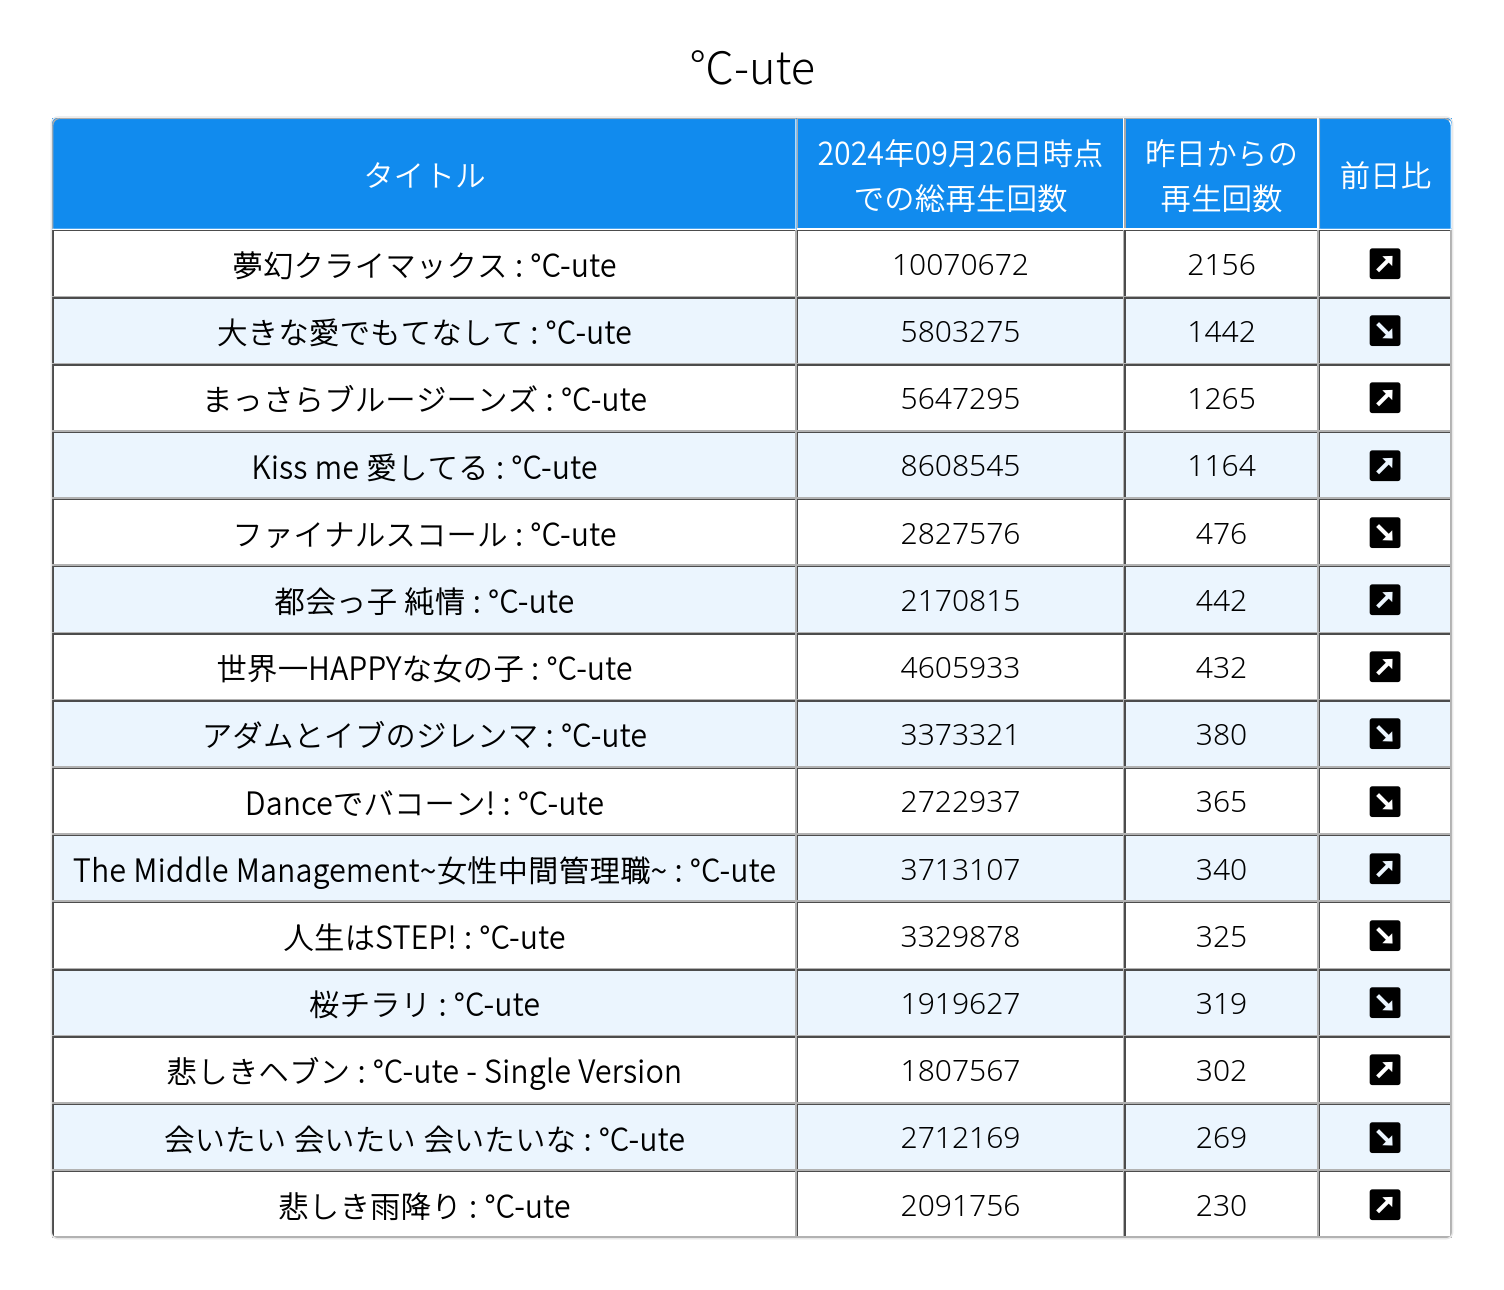 °C-ute
タイトル
2024年09月26日時点
での総再生回数
昨日からの
再生回数
前日比
夢幻クライマックス : °C-ute 10070672 2156
大きな愛でもてなして : °C-ute 5803275 1442
まっさらブルージーンズ : °C-ute 5647295 1265
Kiss me 愛してる : °C-ute 8608545 1164
ファイナルスコール : °C-ute 2827576 476
都会っ子 純情 : °C-ute 2170815 442
世界一HAPPYな女の子 : °C-ute 4605933 432
アダムとイブのジレンマ : °C-ute 3373321 380
Danceでバコーン! : °C-ute 2722937 365
The Middle Management~女性中間管理職~ : °C-ute 3713107 340
人生はSTEP! : °C-ute 3329878 325
桜チラリ : °C-ute 1919627 319
悲しきヘブン : °C-ute - Single Version 1807567 302
会いたい 会いたい 会いたいな : °C-ute 2712169 269
悲しき雨降り : °C-ute 2091756 230